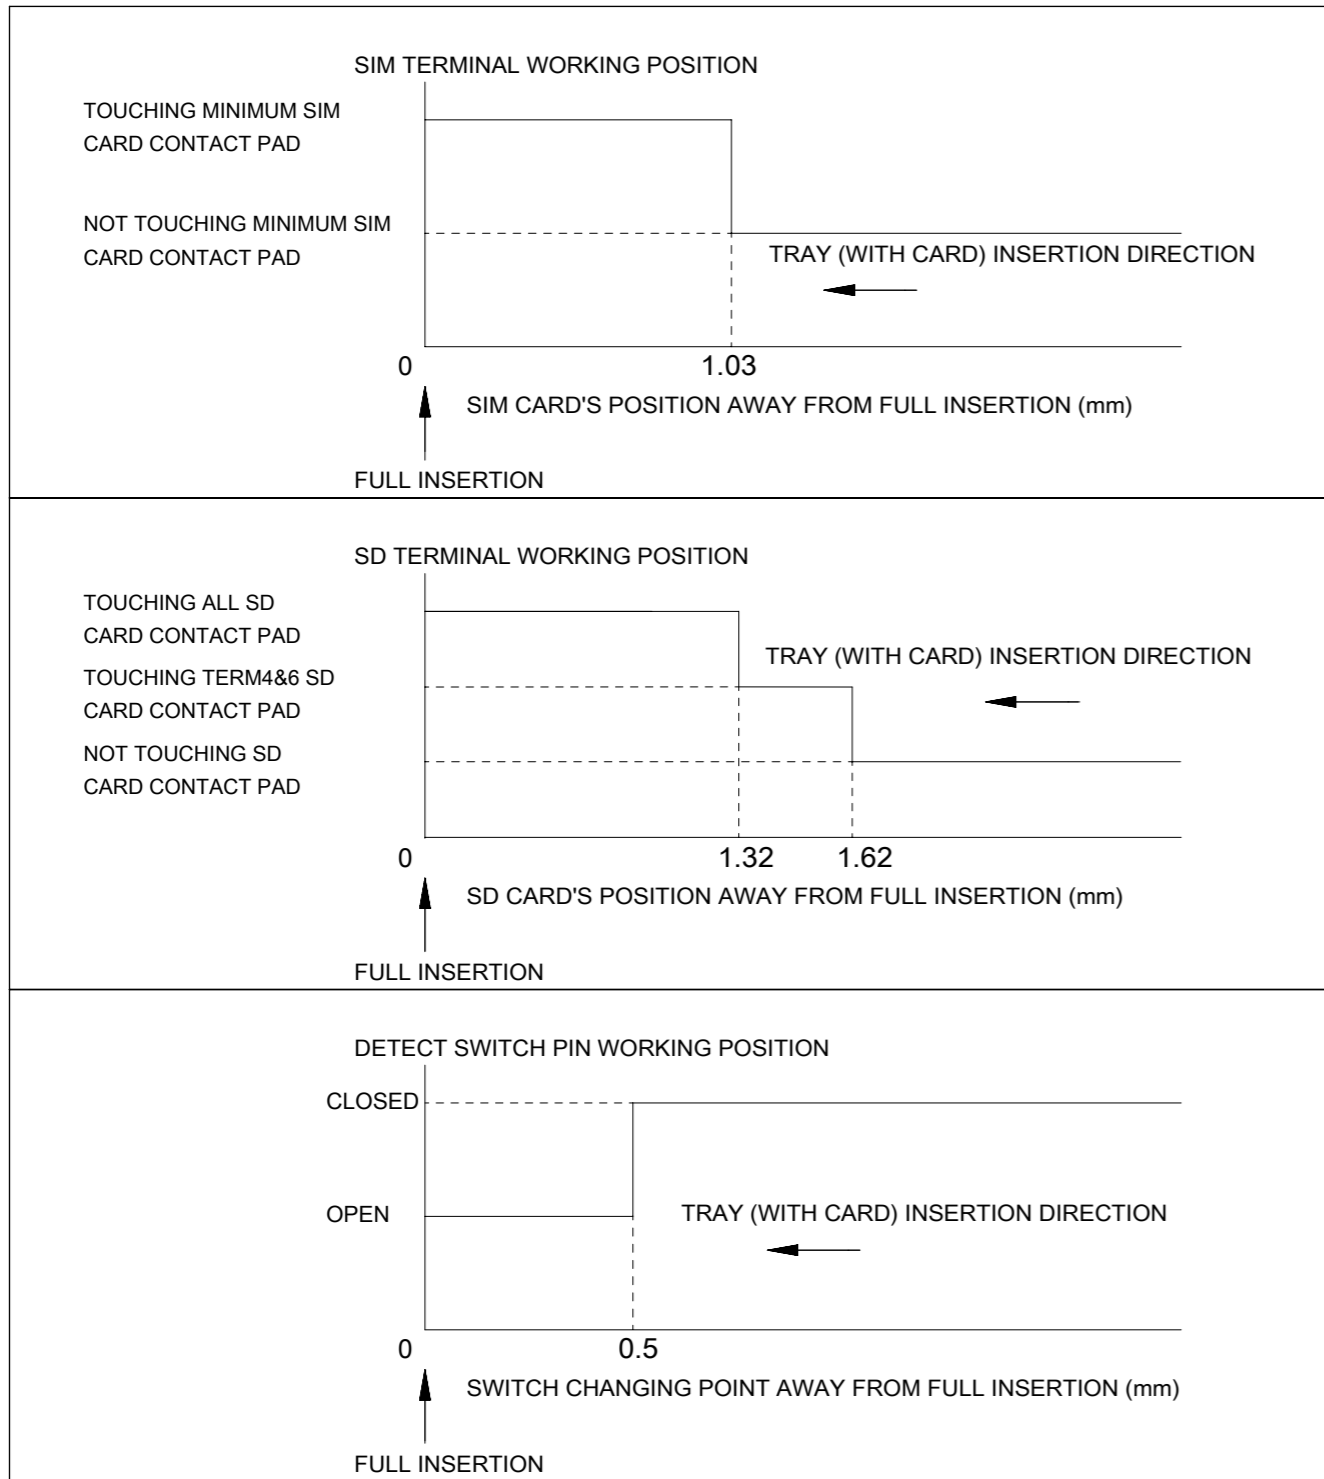 SIM TERMINAL WORKING POSITION
TOUCHING MINIMUM SIM
CARD CONTACT PAD
NOT TOUCHING MINIMUM SIM
CARD CONTACT PAD
TRAY (WITH CARD) INSERTION DIRECTION
0
1.03
SIM CARD'S POSITION AWAY FROM FULL INSERTION (mm)
FULL INSERTION
SD TERMINAL WORKING POSITION
TOUCHING ALL SD
CARD CONTACT PAD
TOUCHING TERM4&6 SD
CARD CONTACT PAD
NOT TOUCHING SD
CARD CONTACT PAD
TRAY (WITH CARD) INSERTION DIRECTION
0
1.32
1.62
SD CARD'S POSITION AWAY FROM FULL INSERTION (mm)
FULL INSERTION
DETECT SWITCH PIN WORKING POSITION
CLOSED
OPEN
TRAY (WITH CARD) INSERTION DIRECTION
0
0.5
SWITCH CHANGING POINT AWAY FROM FULL INSERTION (mm)
FULL INSERTION